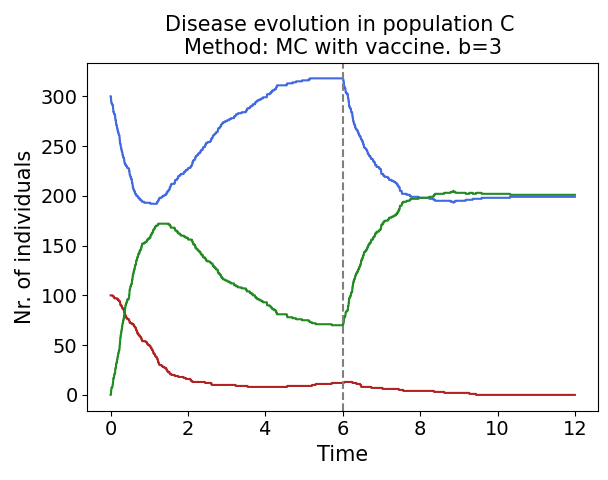 Disease evolution in population C
Method: MC with vaccine. b=3
Nr. of individuals
300
250
200
150
100
50
0
0 2 4 6 8 10 12
Time